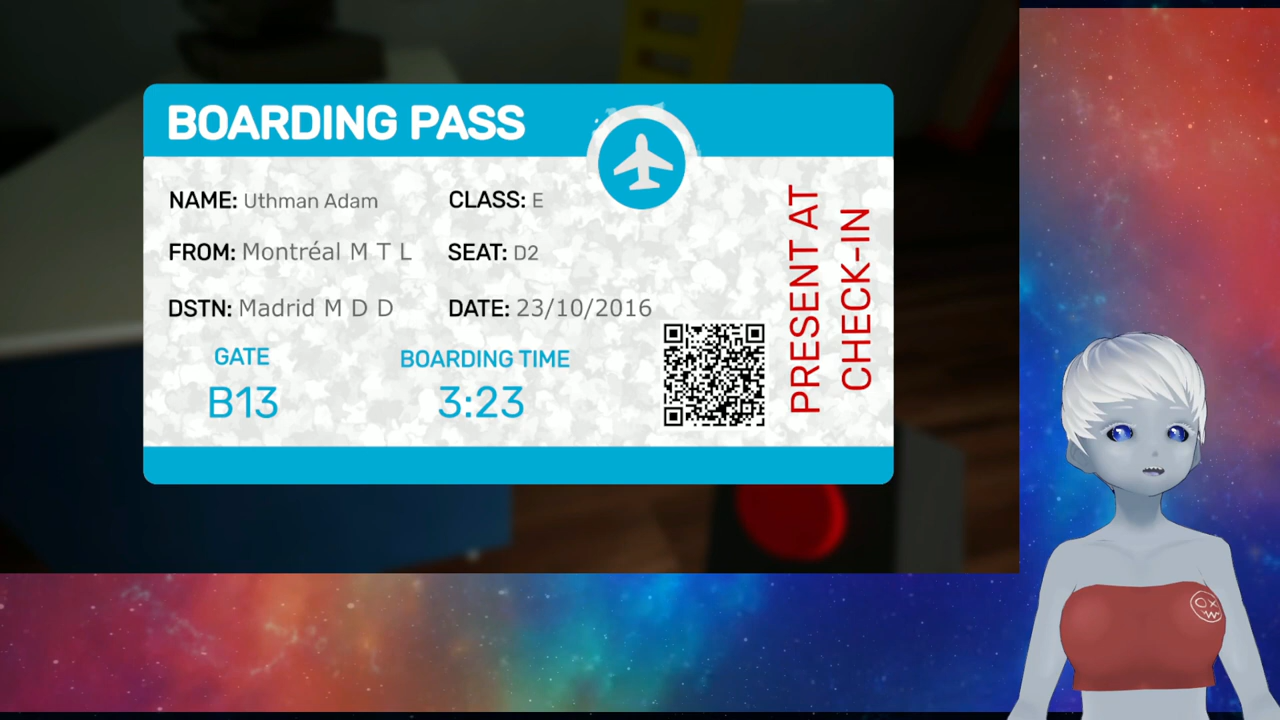 BOARDING PASS
NAME: Uthman Adam
CLASS: E
FROM: Montréal M T L
SEAT: D2
DSTN: Madrid M D D
DATE: 23/10/2016
GATE
BOARDING TIME
B13
3:23
PRESENT AT
CHECK-IN